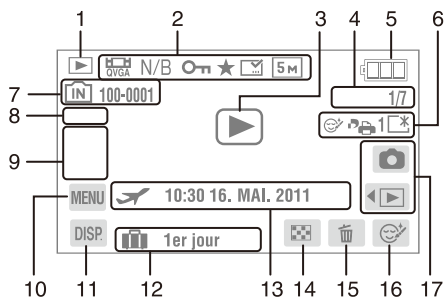 1 2 3 4 5 6
QVGA N/B 5M
7 IN 100-0001 1/7
8
1
9
MENU 10:30 16. MAI. 2011
DISP. 1er jour
10 11 12 13 14 15 16 17